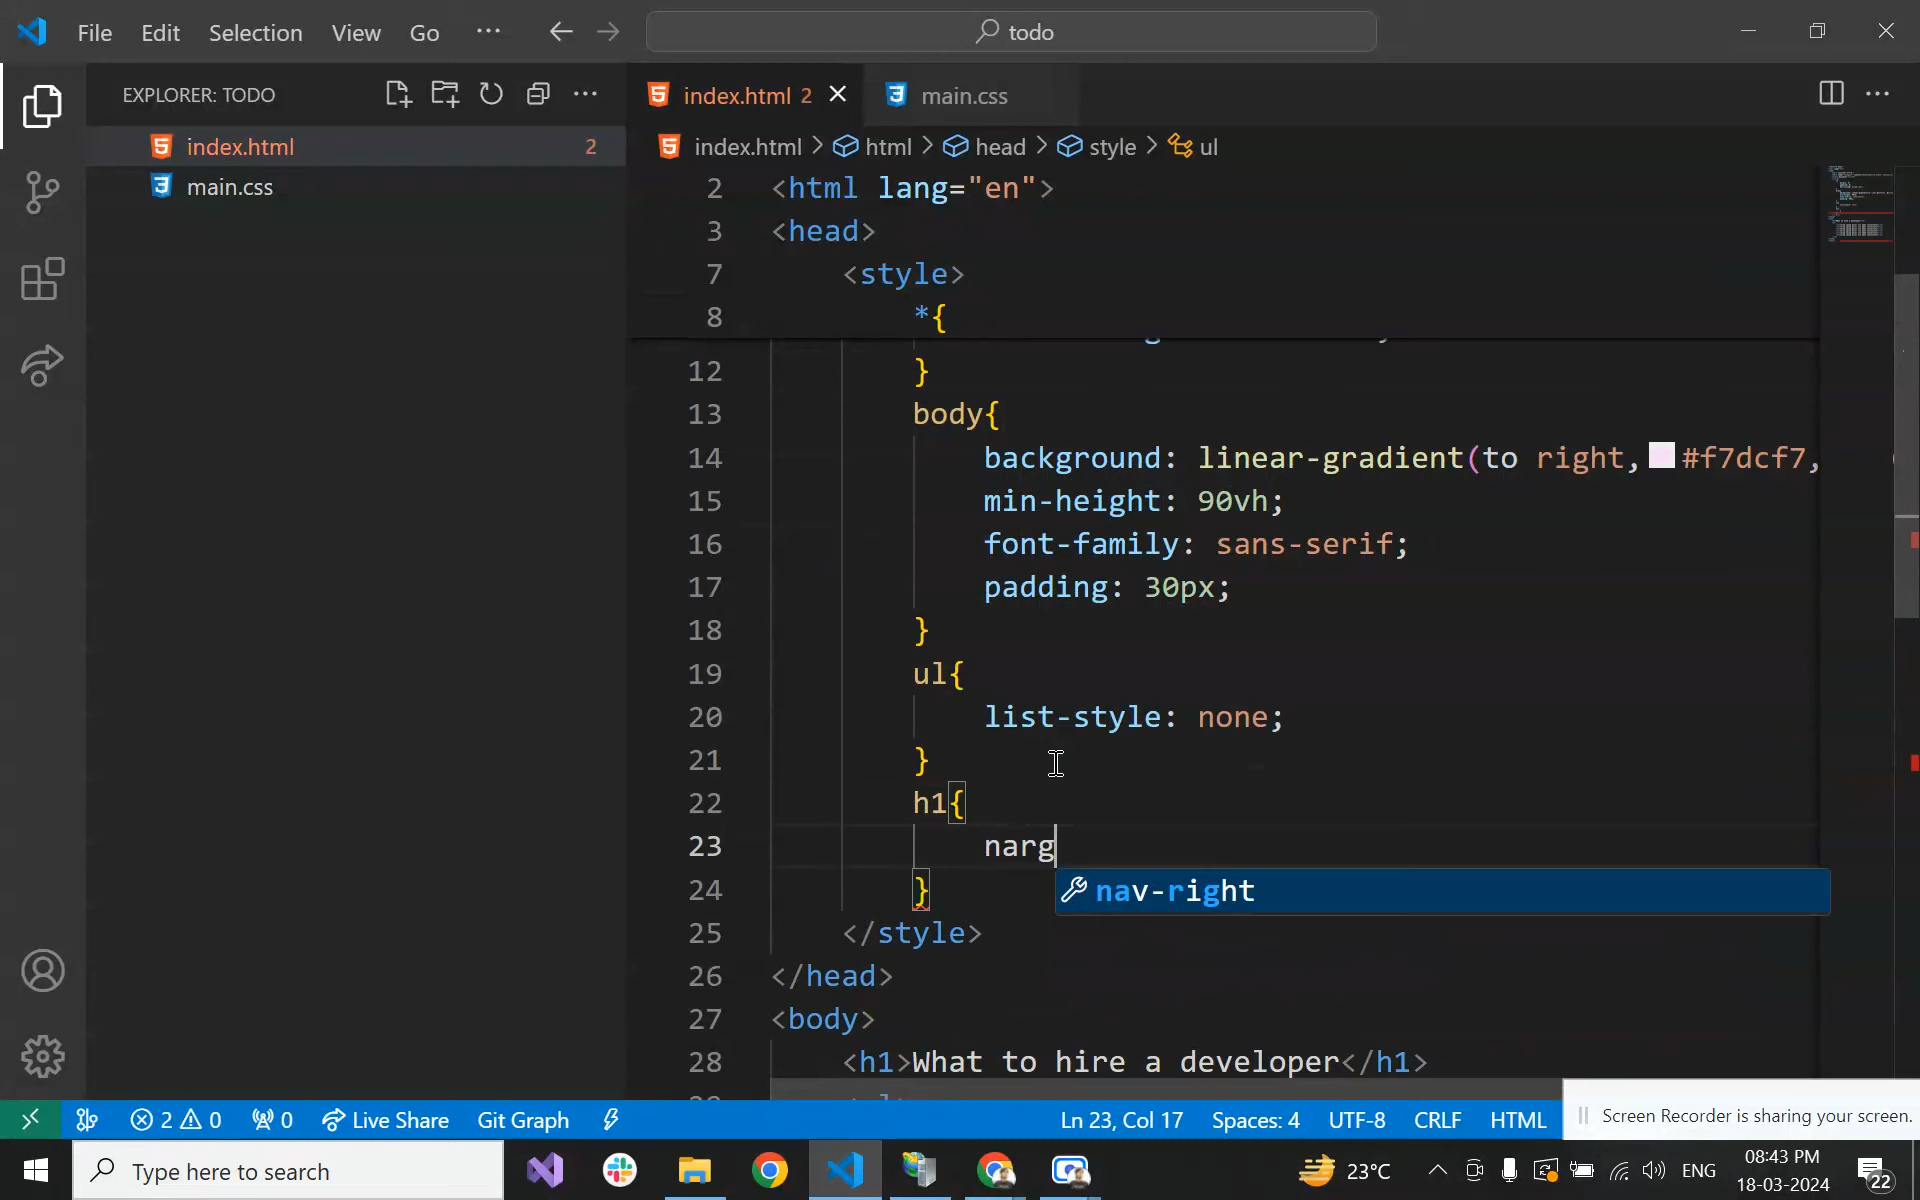 File Edit Selection View Go ... todo
EXPLORER: TODO
index.html 2
main.css
index.html 2 main.css
index.html > html > head > style > ul
2 <html lang="en">
3 <head>
7 <style>
8 *{
12 }
13 body{
14 background: linear-gradient(to right, #f7dcf7,
15 min-height: 90vh;
16 font-family: sans-serif;
17 padding: 30px;
18 }
19 ul{
20 list-style: none;
21 }
22 h1{
23 narg
nav-right
24 }
25 </style>
26 </head>
27 <body>
28 <h1>What to hire a developer</h1>
2 0 0 Live Share Git Graph Ln 23, Col 17 Spaces: 4 UTF-8 CRLF HTML
Screen Recorder is sharing your screen.
Type here to search 23°C ENG 08:43 PM
18-03-2024 22